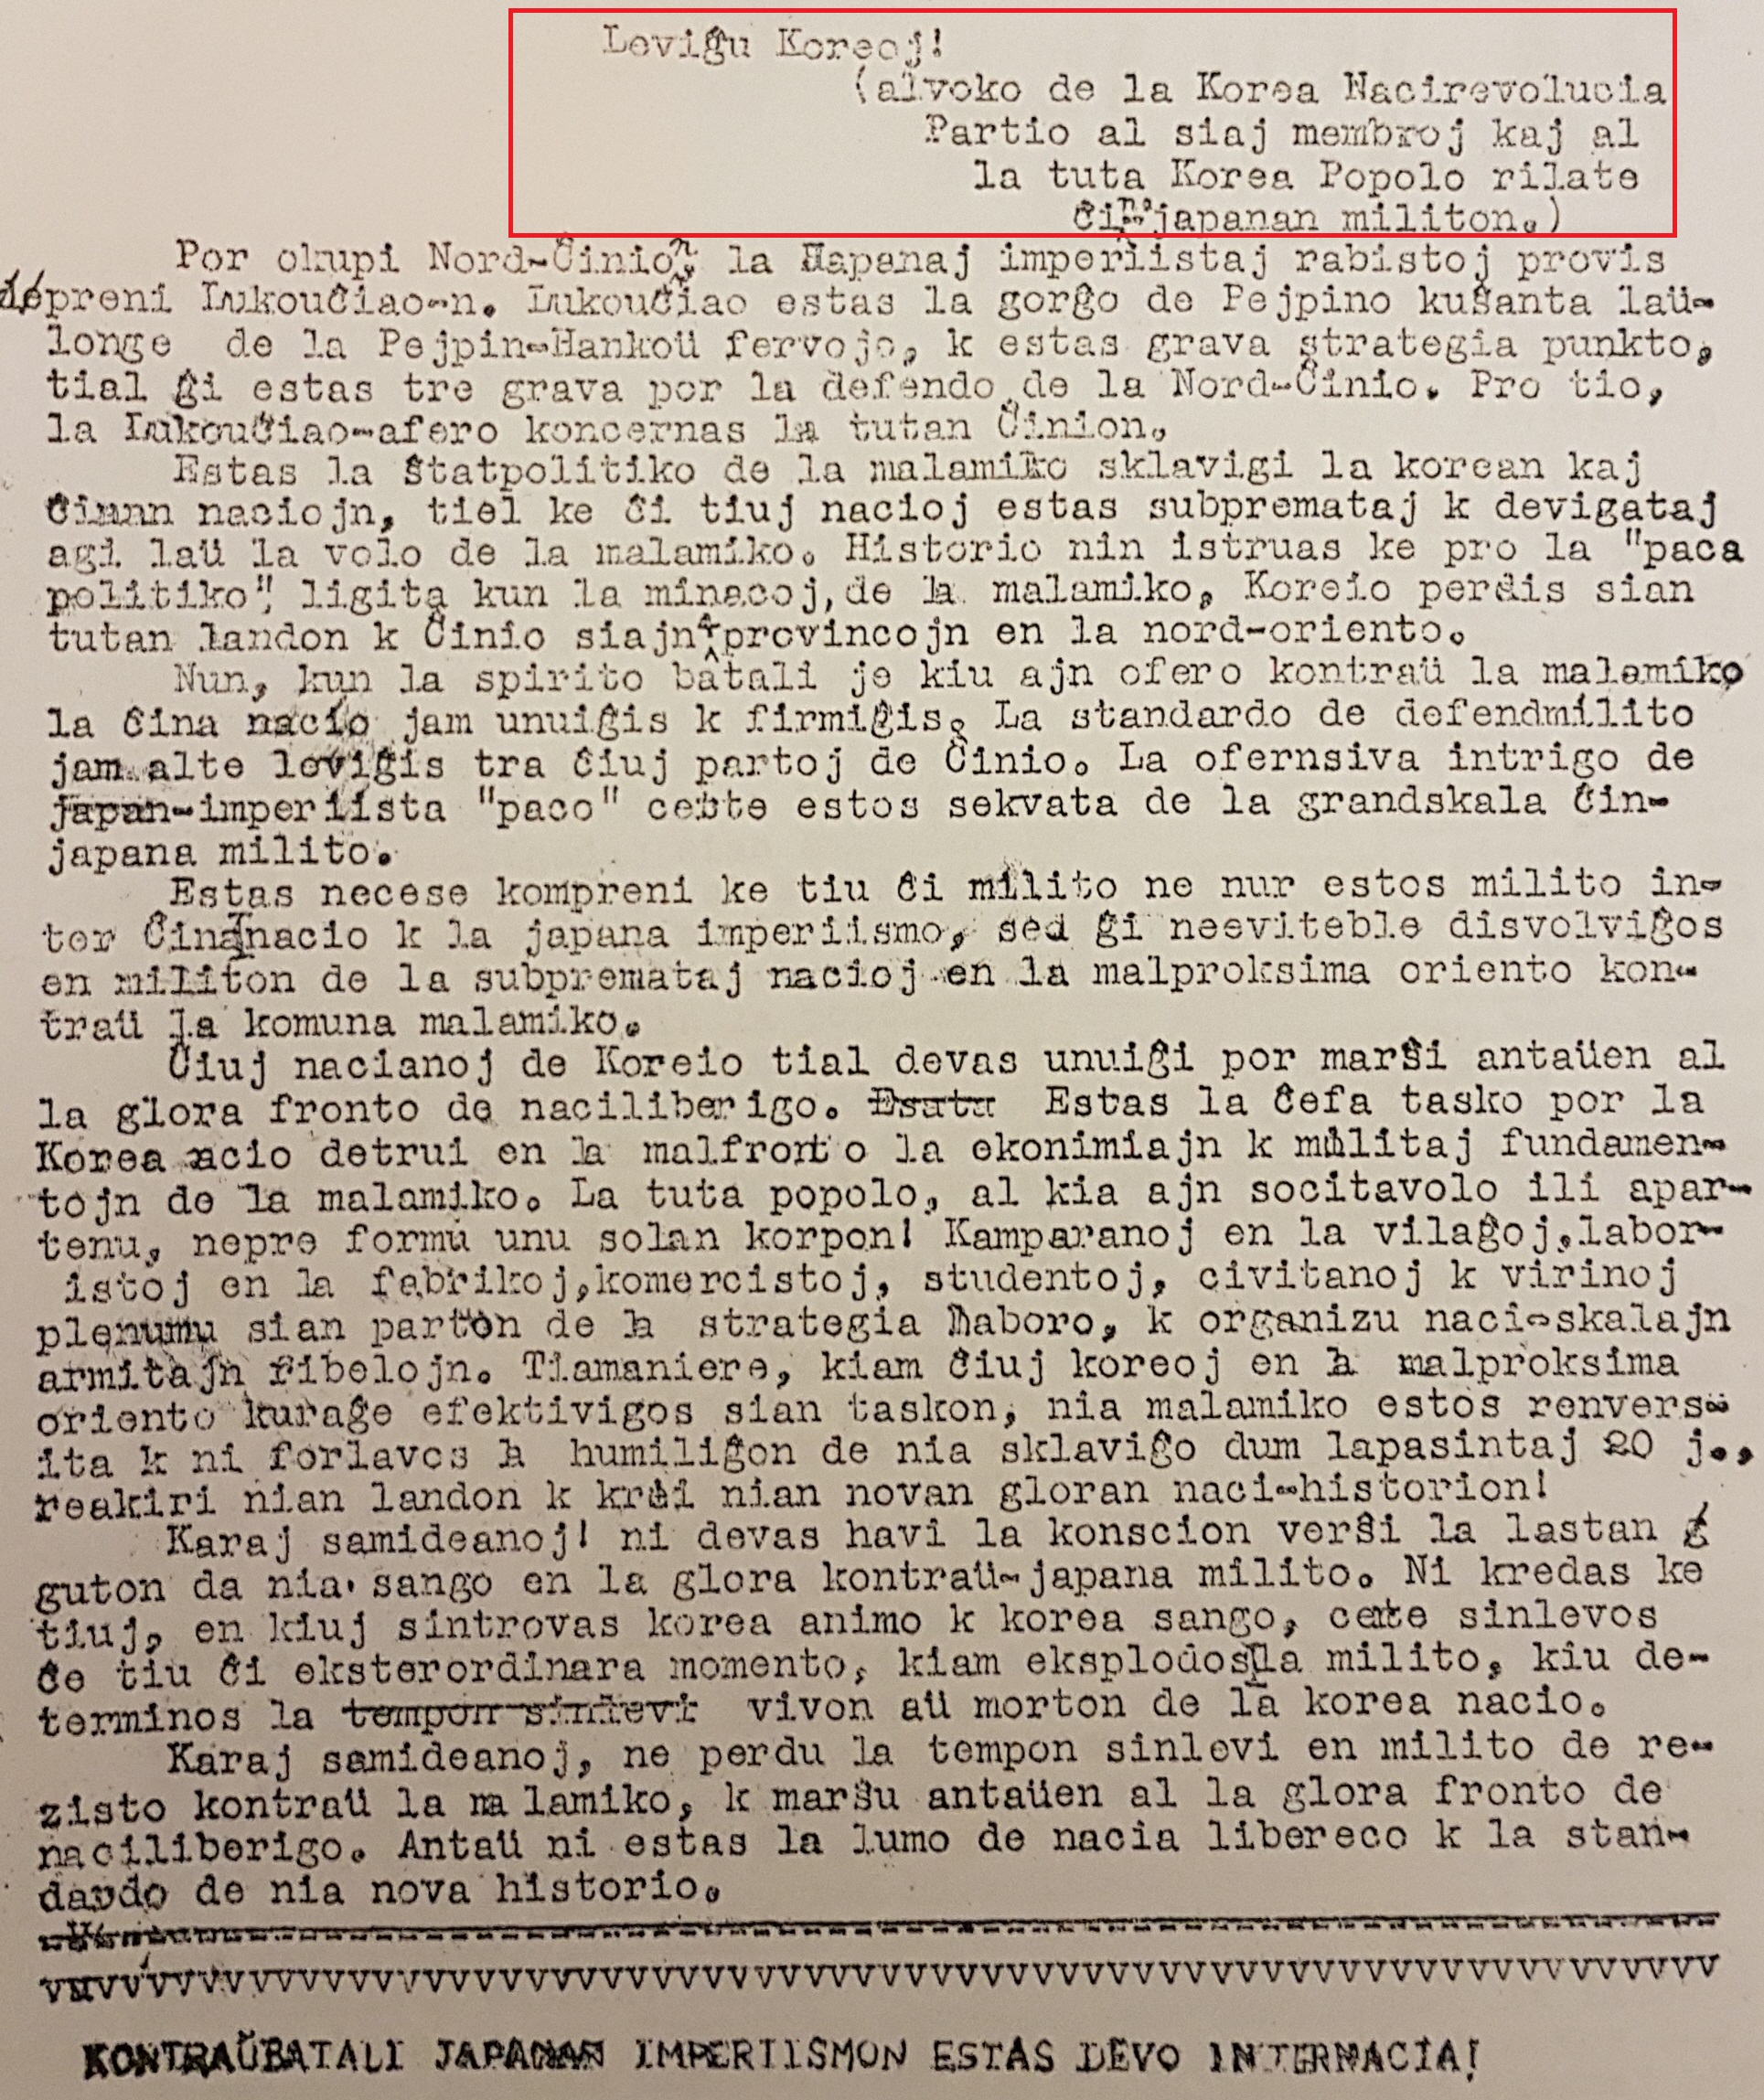 Leviĝu Koreoj!
(alvoko de la Korea Nacirevolucia
Partio al siaj membroj kaj al
la tuta Korea Popolo rilate
ĉinojapanan militon.)
Por okupi Nord-Ĉinion, la Hapanaj imperiistaj rabistoj provis
depreni Lukouĉiao-n. Lukouĉiao estas la gorĝo de Pejpino kuŝanta laŭ-
longe de la Pejpin-Hankoŭ fervojo, k estas grava strategia punkto,
tial ĝi estas tre grava por la defendo de la Nord-Ĉinio. Pro tio,
la Lukouĉiao-afero koncernas la tutan Ĉinion.
Estas la ŝtatpolitiko de la malamiko sklavigi la korean kaj
naciojn, tiel ke ĉi tiuj nacioj estas subpremataj k devigataj
agi laŭ la volo de la malamiko. Historio nin istruas ke pro la "paca
politiko", ligita kun la minacoj, de la malamiko, Koreio perdis sian
tutan landon k Ĉinio siajn 4 provincojn en la nord-oriento.
Nun, kun la spirito batali je kiu ajn ofero kontraŭ la malamiko
la ĉina nacio jam unuiĝis k firmiĝis. La standardo de defendmilito
jam alte leviĝis tra ĉiuj partoj de Ĉinio. La ofernsiva intrigo de
japan-imperiista "paco" certe estos sekvata de la grandskala ĉin-
japana milito.
Estas necese kompreni ke tiu ĉi milito ne nur estos milito in-
ter Ĉina nacio k la japana imperiismo, sed ĝi neeviteble disvolviĝos
en militon de la subpremataj nacioj en la malproksima oriento kon-
traŭ la komuna malamiko.
Ĉiuj nacianoj de Koreio tial devas unuiĝi por marŝi antaŭen al
la glora fronto de naciliberigo. Esata Estas la ĉefa tasko por la
Korea nacio detrui en la malfronto la ekonimiajn k militaj fundamen-
tojn de la malamiko. La tuta popolo, al kia ajn socitavolo ili apar-
tenu, nepre formu unu solan korpon! Kamparanoj en la vilaĝoj, labor-
istoj en la fabrikoj, komercistoj, studentoj, civitanoj k virinoj
plenumu sian parton de la strategia laboro, k organizu naci-skalajn
armitajn ribelojn. Tiamaniere, kiam ĉiuj koreoj en la malproksima
oriento kuraĝe efektivigos sian taskon, nia malamiko estos renvers-
ita k ni forlavos la humiliĝon de nia sklaviĝo dum lapasintaj 20 j.,
reakiri nian landon k krei nian novan gloran naci-historion!
Karaj samideanoj! ni devas havi la konscion verŝi la lastan g
guton da nia sango en la glora kontraŭ-japana milito. Ni kredas ke
tiuj, en kiuj sintrovas korea animo k korea sango, certe sinlevos
ĉe tiu ĉi eksterordinara momento, kiam eksplodos la milito, kiu de-
terminos la tempon sinlevi vivon aŭ morton de la korea nacio.
Karaj samideanoj, ne perdu la tempon sinlevi en milito de re-
zisto kontraŭ la malamiko, k marŝu antaŭen al la glora fronto de
naciliberigo. Antaŭ ni estas la lumo de nacia libereco k la stan-
dardo de nia nova historio.
vvvvvvvvvvvvvvvvvvvvvvvvvvvvvvvvvvvvvvvvvvvvvvvvvvvvvvvvvvvvvvvvvv
KONTRAŬBATALI JAPANAN IMPERIISMON ESTAS DEVO INTERNACIA!